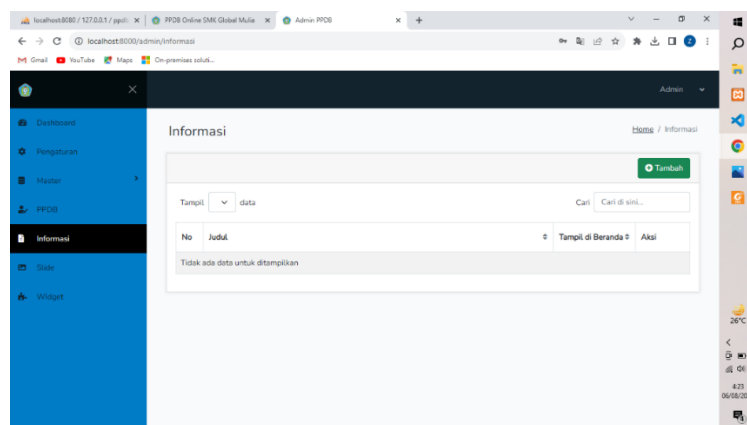 localhost:8080 / 127.0.0.1 / ppdb
PPDB Online SMK Global Mulia
Admin PPDB
localhost:8000/admin/informasi
Gmail
YouTube
Maps
On-premises soluti...
Z
Admin
Dashboard
Pengaturan
Master
PPDB
Informasi
Slide
Widget
Informasi
Home / Informasi
Tambah
Tampil
data
Cari
Cari di sini...
No
Judul
Tampil di Beranda
Aksi
Tidak ada data untuk ditampilkan
26°C
4:23
06/08/20